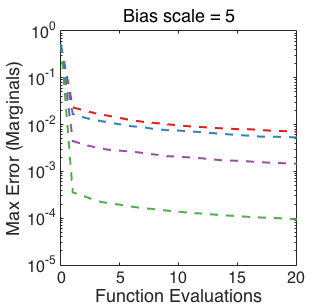 Bias scale = 5
Max Error (Marginals)
10^0
10^-1
10^-2
10^-3
10^-4
10^-5
0 5 10 15 20
Function Evaluations